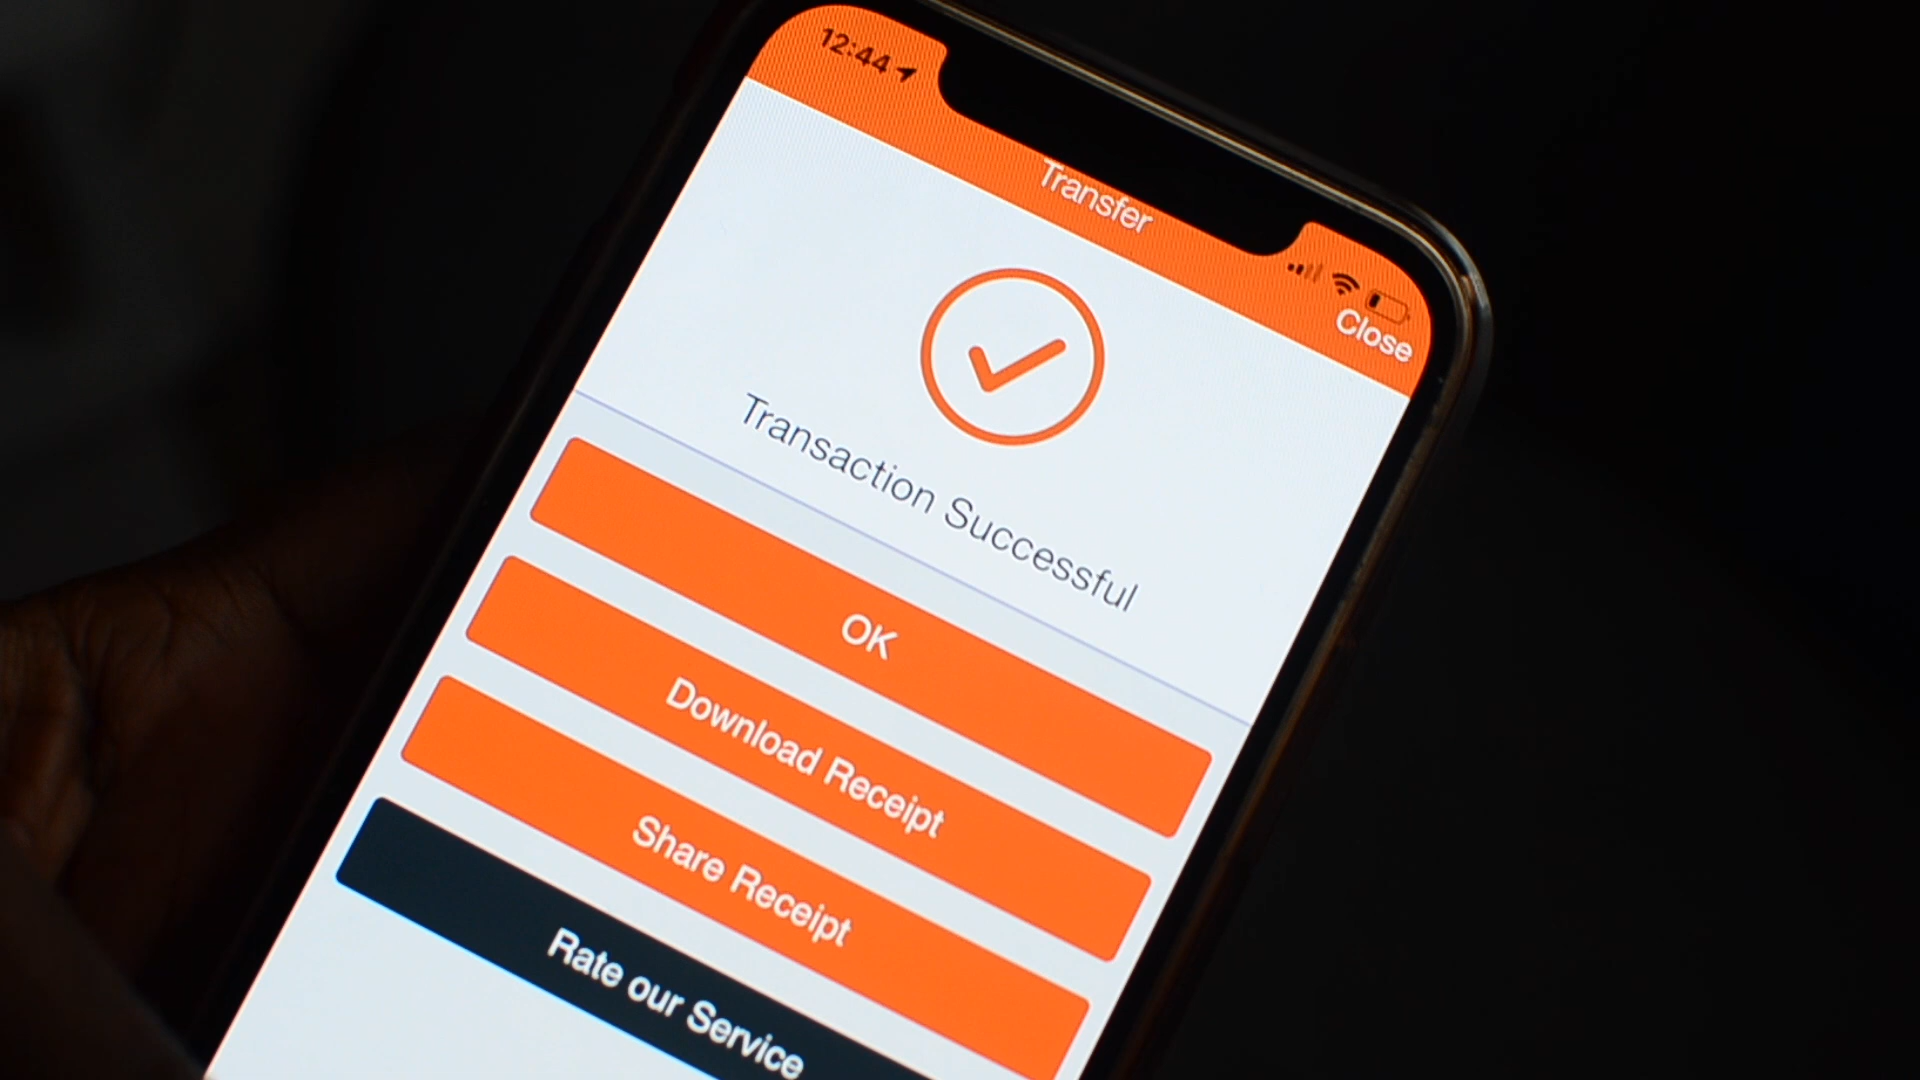 12:44
Transfer
Close
Transaction Successful
OK
Download Receipt
Share Receipt
Rate our Service